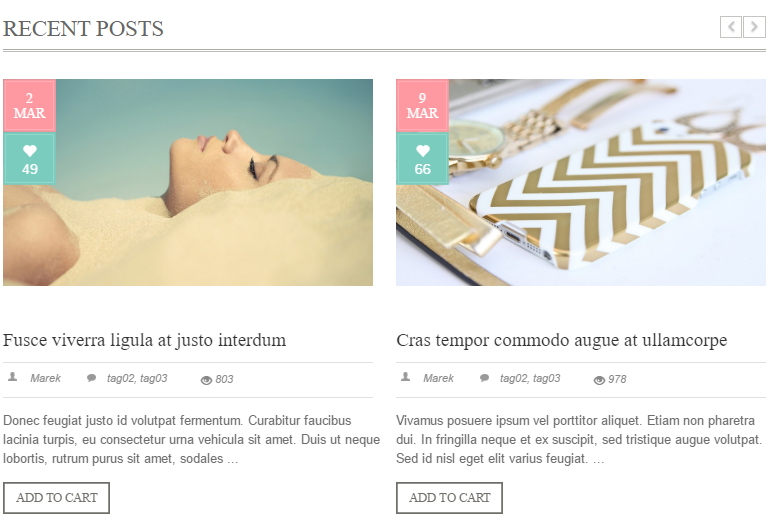 RECENT POSTS
2
MAR
49
9
MAR
66
Fusce viverra ligula at justo interdum
Marek tag02, tag03 803
Donec feugiat justo id volutpat fermentum. Curabitur faucibus
lacinia turpis, eu consectetur urna vehicula sit amet. Duis ut neque
lobortis, rutrum purus sit amet, sodales ...
ADD TO CART
Cras tempor commodo augue at ullamcorpe
Marek tag02, tag03 978
Vivamus posuere ipsum vel porttitor aliquet. Etiam non pharetra
dui. In fringilla neque et ex suscipit, sed tristique augue volutpat.
Sed id nisl eget elit varius feugiat. ...
ADD TO CART